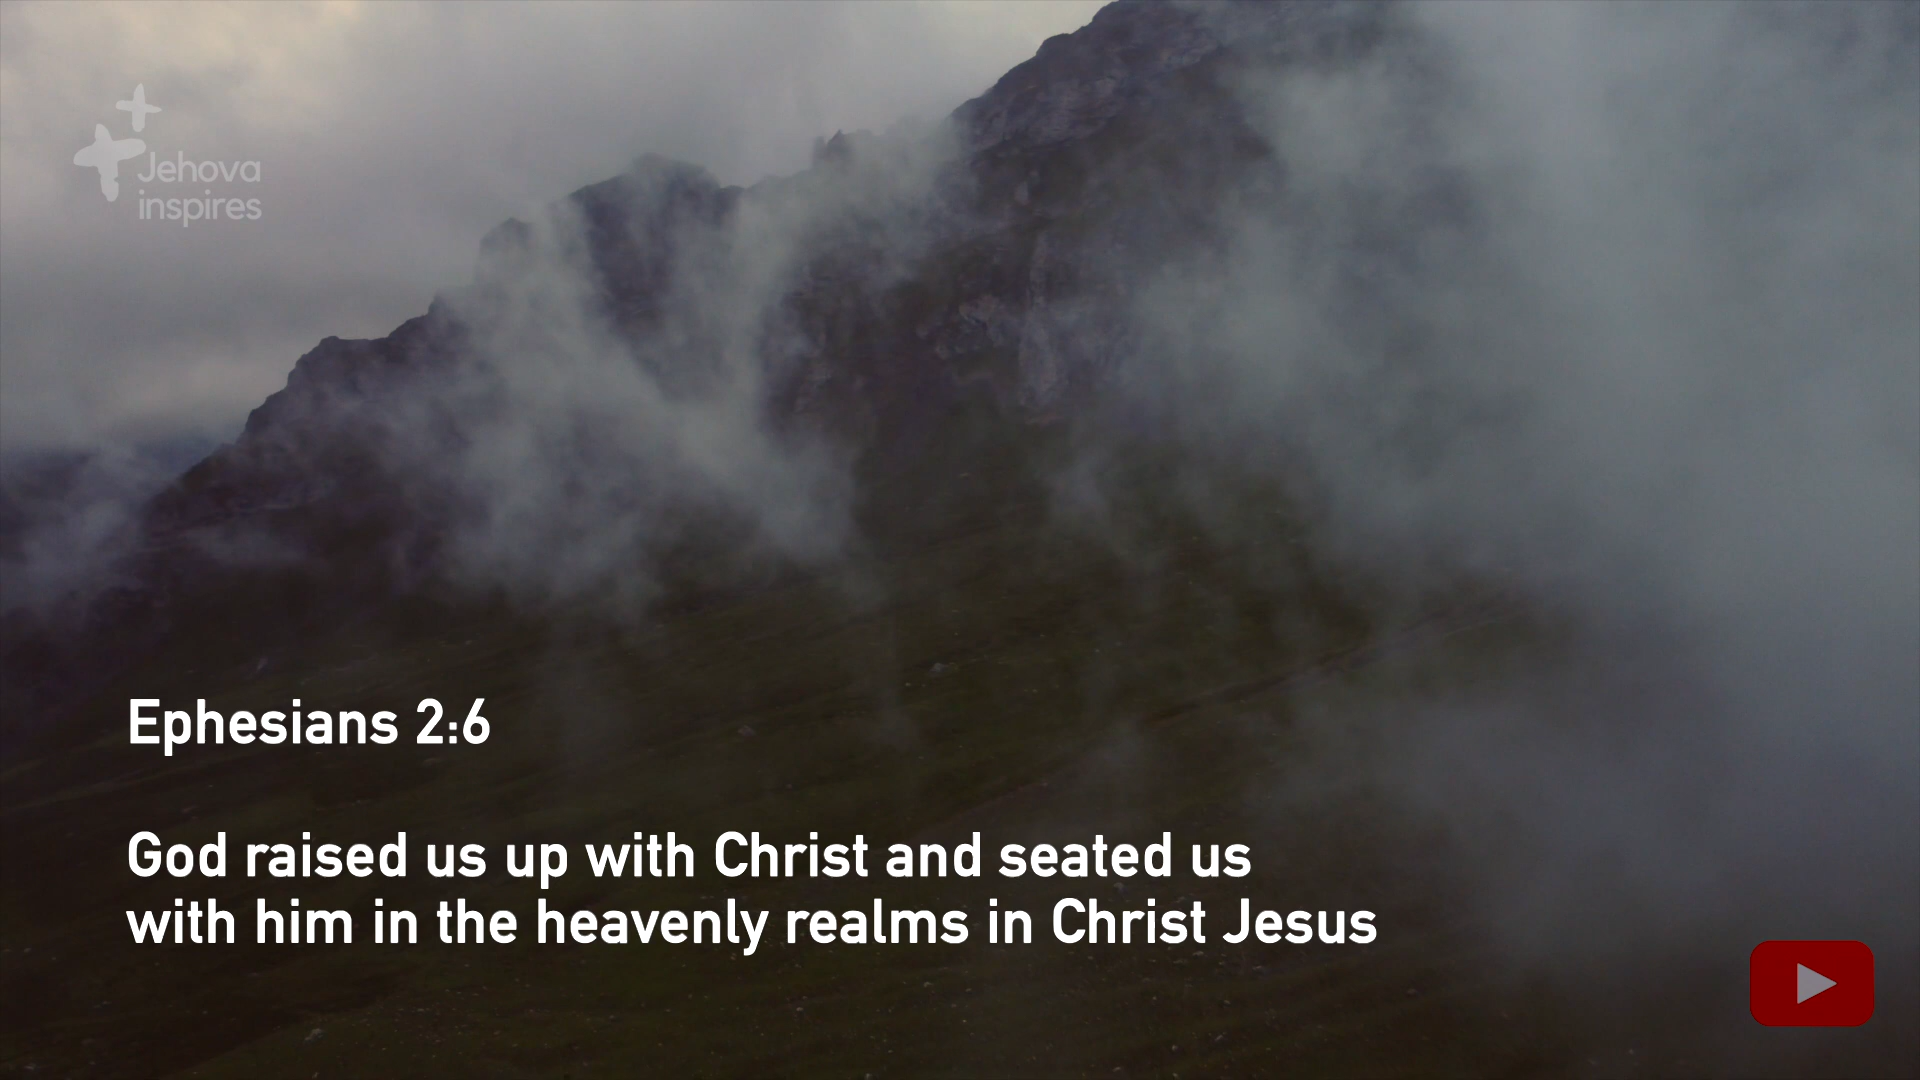 Jehova
inspires
Ephesians 2:6
God raised us up with Christ and seated us
with him in the heavenly realms in Christ Jesus